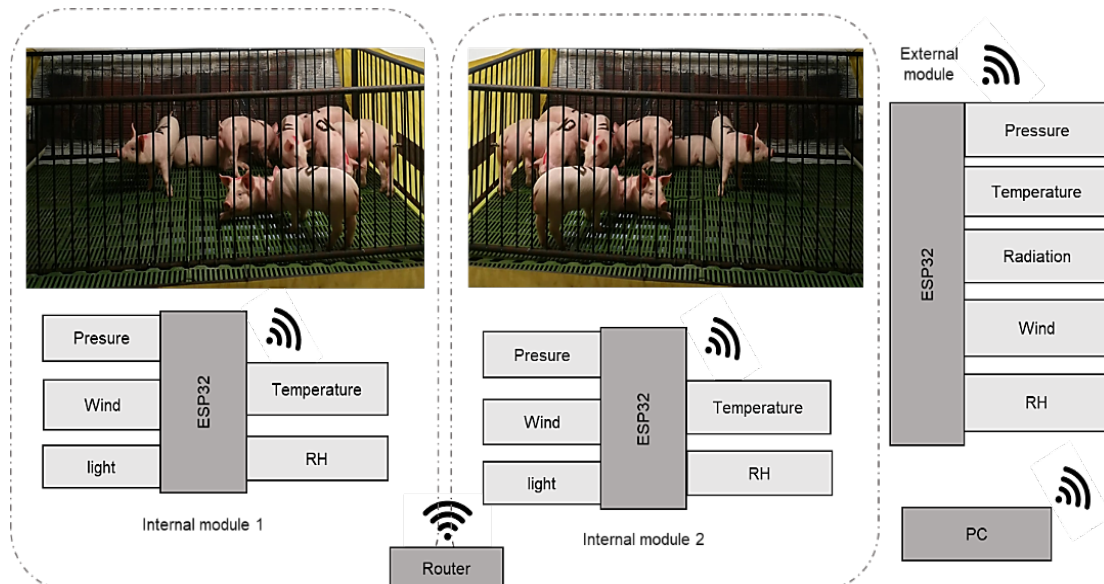 Presure
Wind
light
ESP32
Temperature
RH
Internal module 1
Presure
Wind
light
ESP32
Temperature
RH
Internal module 2
Router
External
module
ESP32
Pressure
Temperature
Radiation
Wind
RH
PC